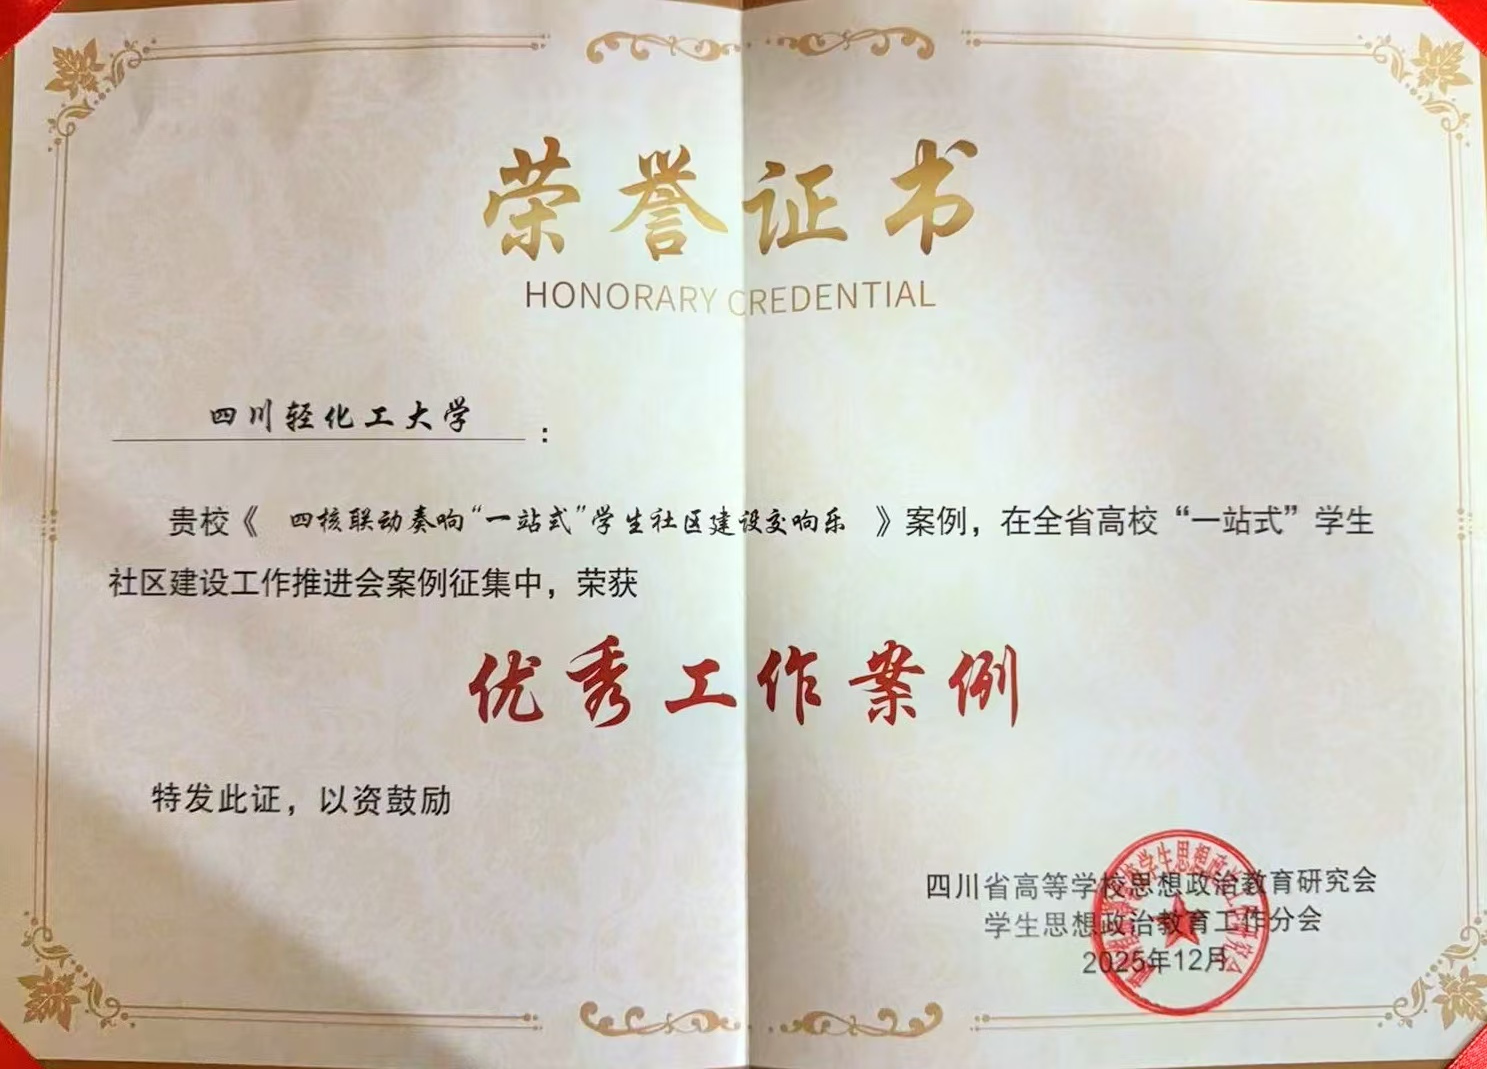 荣誉证书
HONORARY CREDENTIAL
四川轻化工大学：
贵校《 四核联动奏响“一站式”学生社区建设交响乐 》案例，在全省高校“一站式”学生
社区建设工作推进会案例征集中，荣获
优秀工作案例
特发此证，以资鼓励
四川省高等学校思想政治教育研究会
学生思想政治教育工作分会
2025年12月
学生思想政